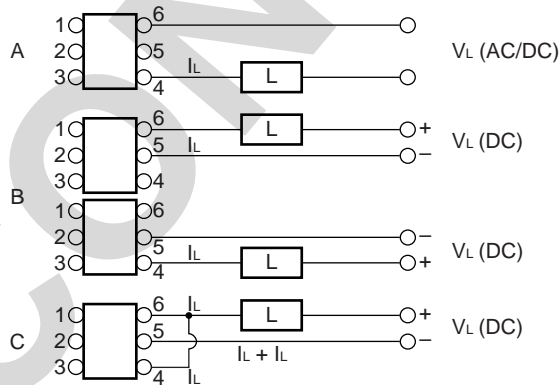 A
1 6
2 5
3 4
IL
L
VL (AC/DC)
B
1 6
2 5
3 4
IL
L
+
–
VL (DC)
1 6
2 5
3 4
IL
L
–
+
VL (DC)
C
1 6
2 5
3 4
IL
L
IL + IL
IL
+
–
VL (DC)
CON